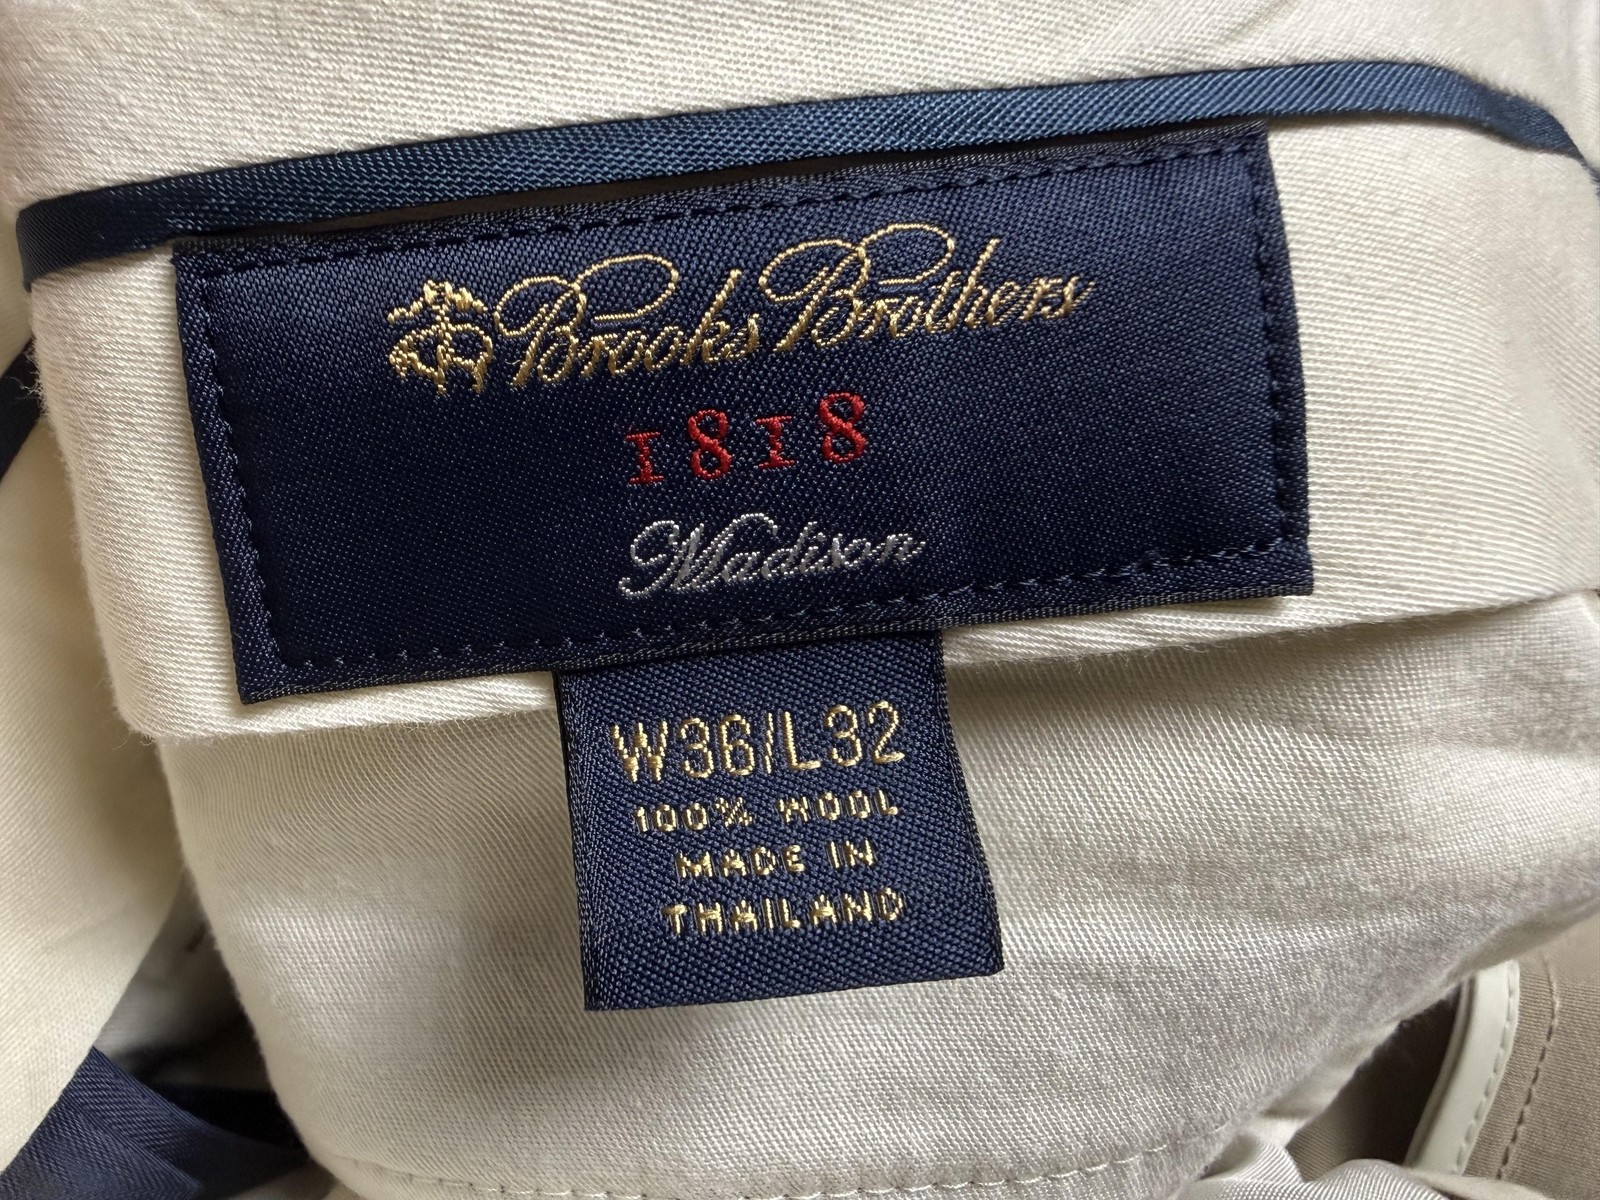 Brooks Brothers
1818
Madison
W36/L32
100% WOOL
MADE IN
THAILAND